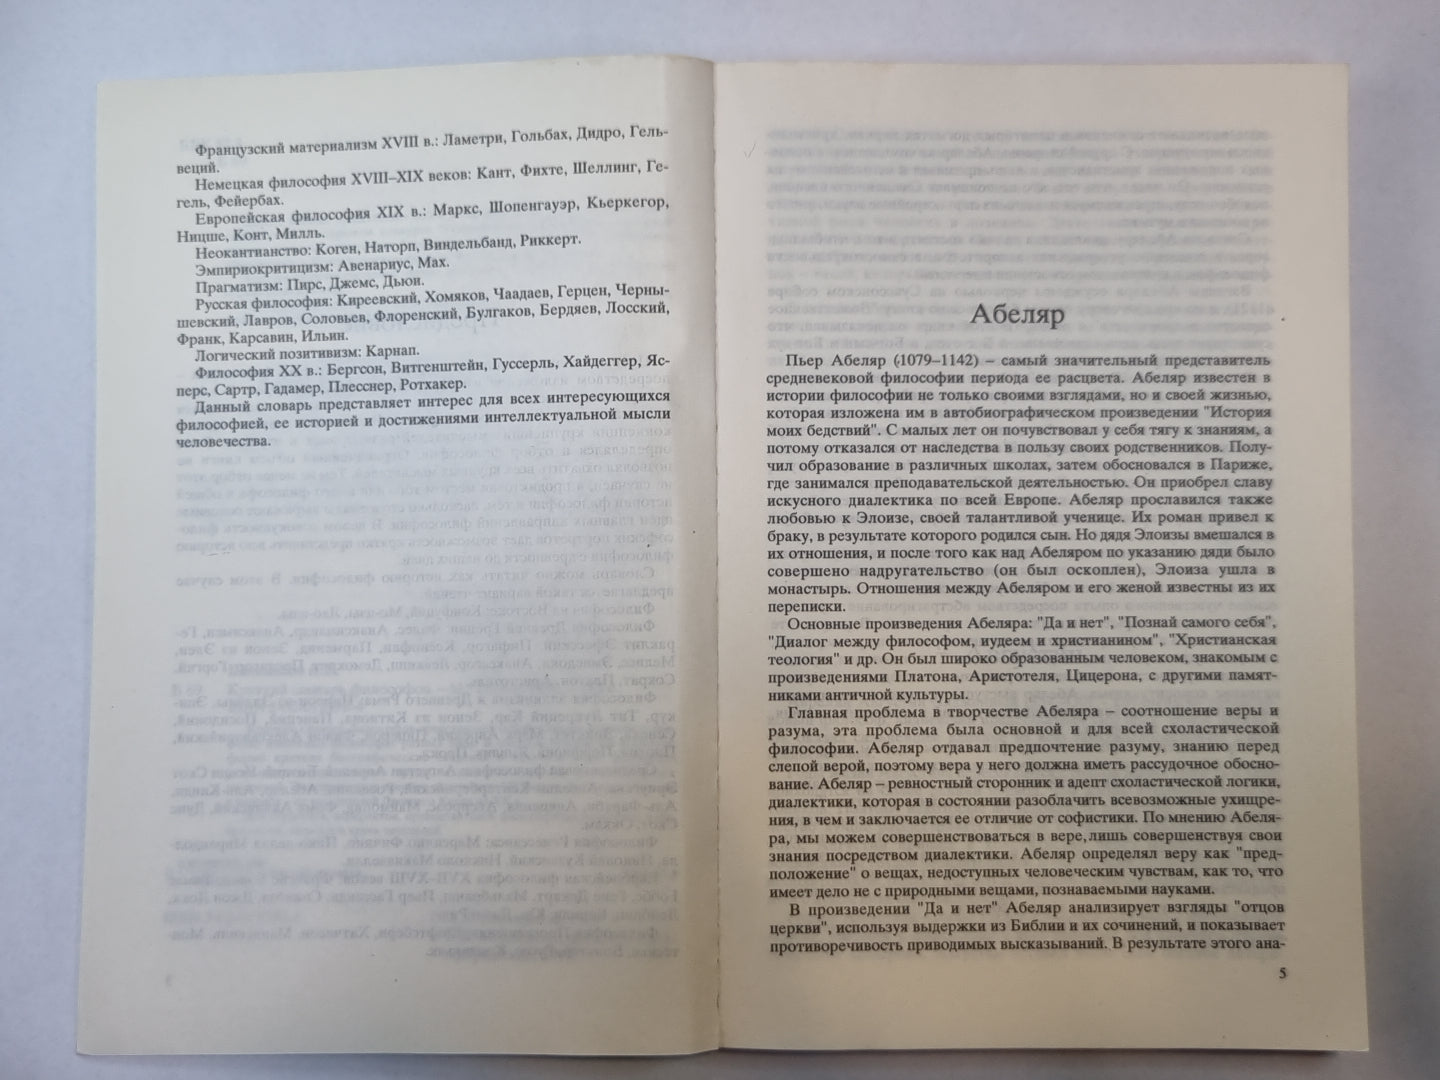 Французский материализм XVIII в.: Ламетри, Гольбах, Дидро, Гель-
веций.
Немецкая философия XVIII–XIX веков: Кант, Фихте, Шеллинг, Ге-
гель, Фейербах.
Европейская философия XIX в.: Маркс, Шопенгауэр, Кьеркегор,
Ницше, Конт, Милль.
Неокантианство: Коген, Наторп, Виндельбанд, Риккерт.
Эмпириокритицизм: Авенариус, Мах.
Прагматизм: Пирс, Джемс, Дьюи.
Русская философия: Киреевский, Хомяков, Чаадаев, Герцен, Черны-
шевский, Лавров, Соловьев, Флоренский, Булгаков, Бердяев, Лосский,
Франк, Карсавин, Ильин.
Логический позитивизм: Карнап.
Философия XX в.: Бергсон, Витгенштейн, Гуссерль, Хайдеггер, Яс-
перс, Сартр, Гадамер, Плесснер, Ротхакер.
Данный словарь представляет интерес для всех интересующихся
философией, ее историей и достижениями интеллектуальной мысли
человечества.
Абеляр
Пьер Абеляр (1079–1142) – самый значительный представитель
средневековой философии периода ее расцвета. Абеляр известен в
истории философии не только своими взглядами, но и своей жизнью,
которая изложена им в автобиографическом произведении "История
моих бедствий". С малых лет он почувствовал у себя тягу к знаниям, а
потому отказался от наследства в пользу своих родственников. Полу-
чил образование в различных школах, затем обосновался в Париже,
где занимался преподавательской деятельностью. Он приобрел славу
искусного диалектика по всей Европе. Абеляр прославился также
любовью к Элоизе, своей талантливой ученице. Их роман привел к
браку, в результате которого родился сын. Но дядя Элоизы вмешался в
их отношения, и после того как над Абеляром по указанию дяди было
совершено надругательство (он был оскоплен), Элоиза ушла в
монастырь. Отношения между Абеляром и его женой известны из их
переписки.
Основные произведения Абеляра: "Да и нет", "Познай самого себя",
"Диалог между философом, иудеем и христианином", "Христианская
теология" и др. Он был широко образованным человеком, знакомым с
произведениями Платона, Аристотеля, Цицерона, с другими памят-
никами античной культуры.
Главная проблема в творчестве Абеляра – соотношение веры и
разума, эта проблема была основной и для всей схоластической
философии. Абеляр отдавал предпочтение разуму, знанию перед
слепой верой, поэтому вера у него должна иметь рассудочное обосно-
вание. Абеляр – ревностный сторонник и адепт схоластической логики,
диалектики, которая в состоянии разоблачить всевозможные ухищре-
ния, в чем и заключается ее отличие от софистики. По мнению Абеля-
ра, мы можем совершенствоваться в вере, лишь совершенствуя свои
знания посредством диалектики. Абеляр определял веру как "пред-
положение" о вещах, недоступных человеческим чувствам, как то, что
имеет дело не с природными вещами, познаваемыми науками.
В произведении "Да и нет" Абеляр анализирует взгляды "отцов
церкви", используя выдержки из Библии и их сочинений, и показывает
противоречивость приводимых высказываний. В результате этого ана-
5